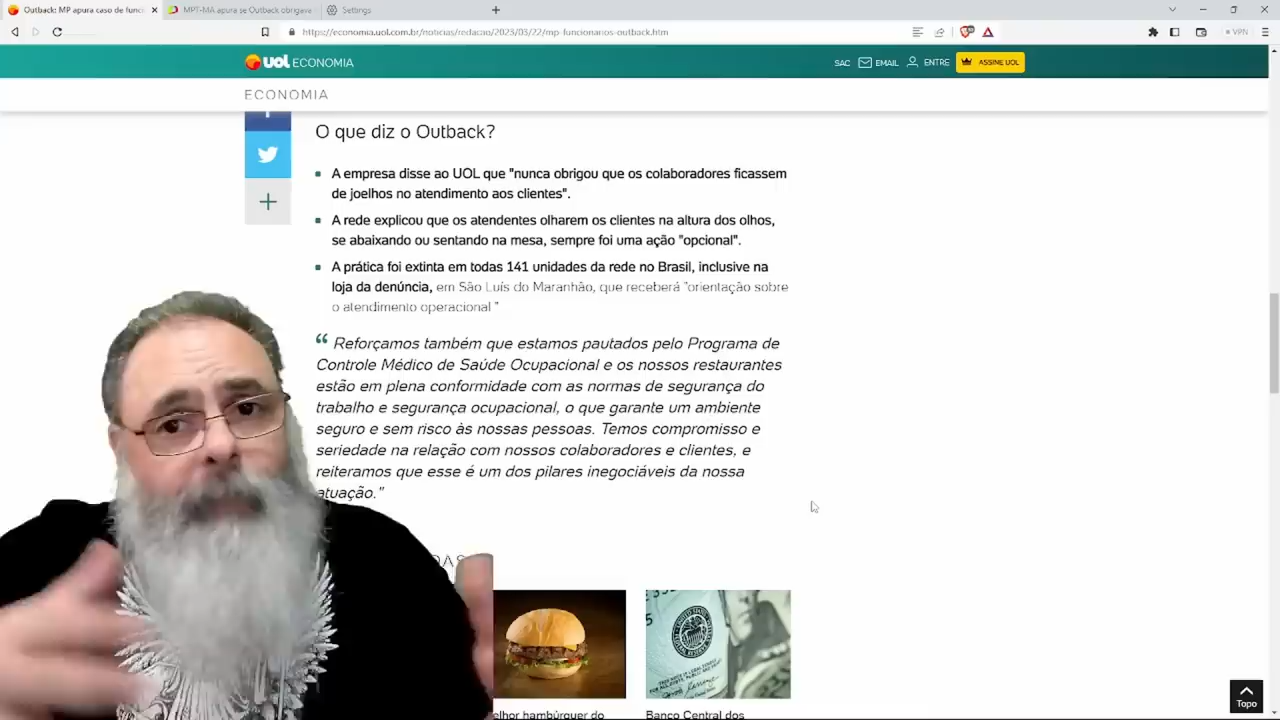 Outback: MP apura caso de func
MPT-MA apura se Outback obrigava
Settings
https://economia.uol.com.br/noticias/redacao/2023/03/22/mp-funcionarios-outback.htm
VPN
UOL ECONOMIA
SAC
EMAIL
ENTRE
ASSINE UOL
ECONOMIA
O que diz o Outback?
A empresa disse ao UOL que "nunca obrigou que os colaboradores ficassem
de joelhos no atendimento aos clientes".
A rede explicou que os atendentes olharem os clientes na altura dos olhos,
se abaixando ou sentando na mesa, sempre foi uma ação "opcional".
A prática foi extinta em todas 141 unidades da rede no Brasil, inclusive na
loja da denúncia, em São Luís do Maranhão, que receberá "orientação sobre
o atendimento operacional "
“ Reforçamos também que estamos pautados pelo Programa de
Controle Médico de Saúde Ocupacional e os nossos restaurantes
estão em plena conformidade com as normas de segurança do
trabalho e segurança ocupacional, o que garante um ambiente
seguro e sem risco às nossas pessoas. Temos compromisso e
seriedade na relação com nossos colaboradores e clientes, e
reiteramos que esse é um dos pilares inegociáveis da nossa
atuação."
elhor hambúrguer do
Banco Central dos
Topo